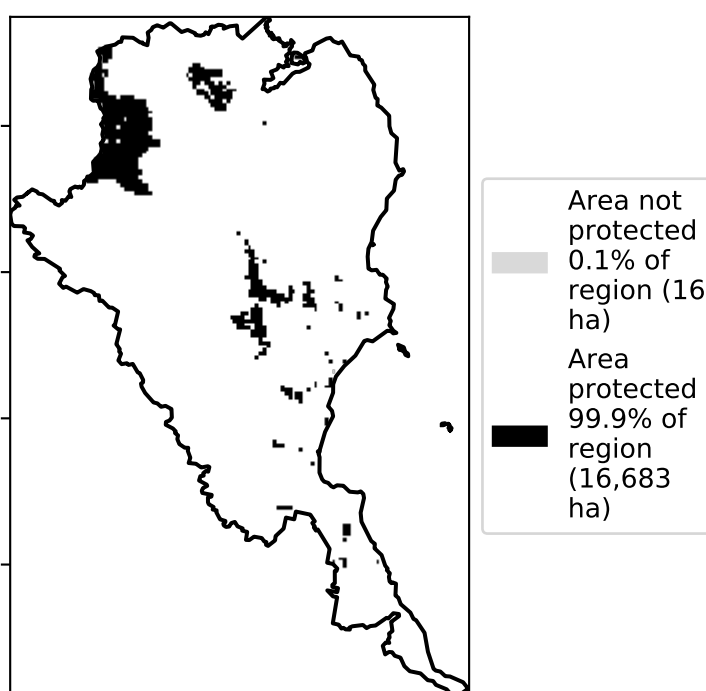 Area not
protected
0.1% of
region (16
ha)
Area
protected
99.9% of
region
(16,683
ha)